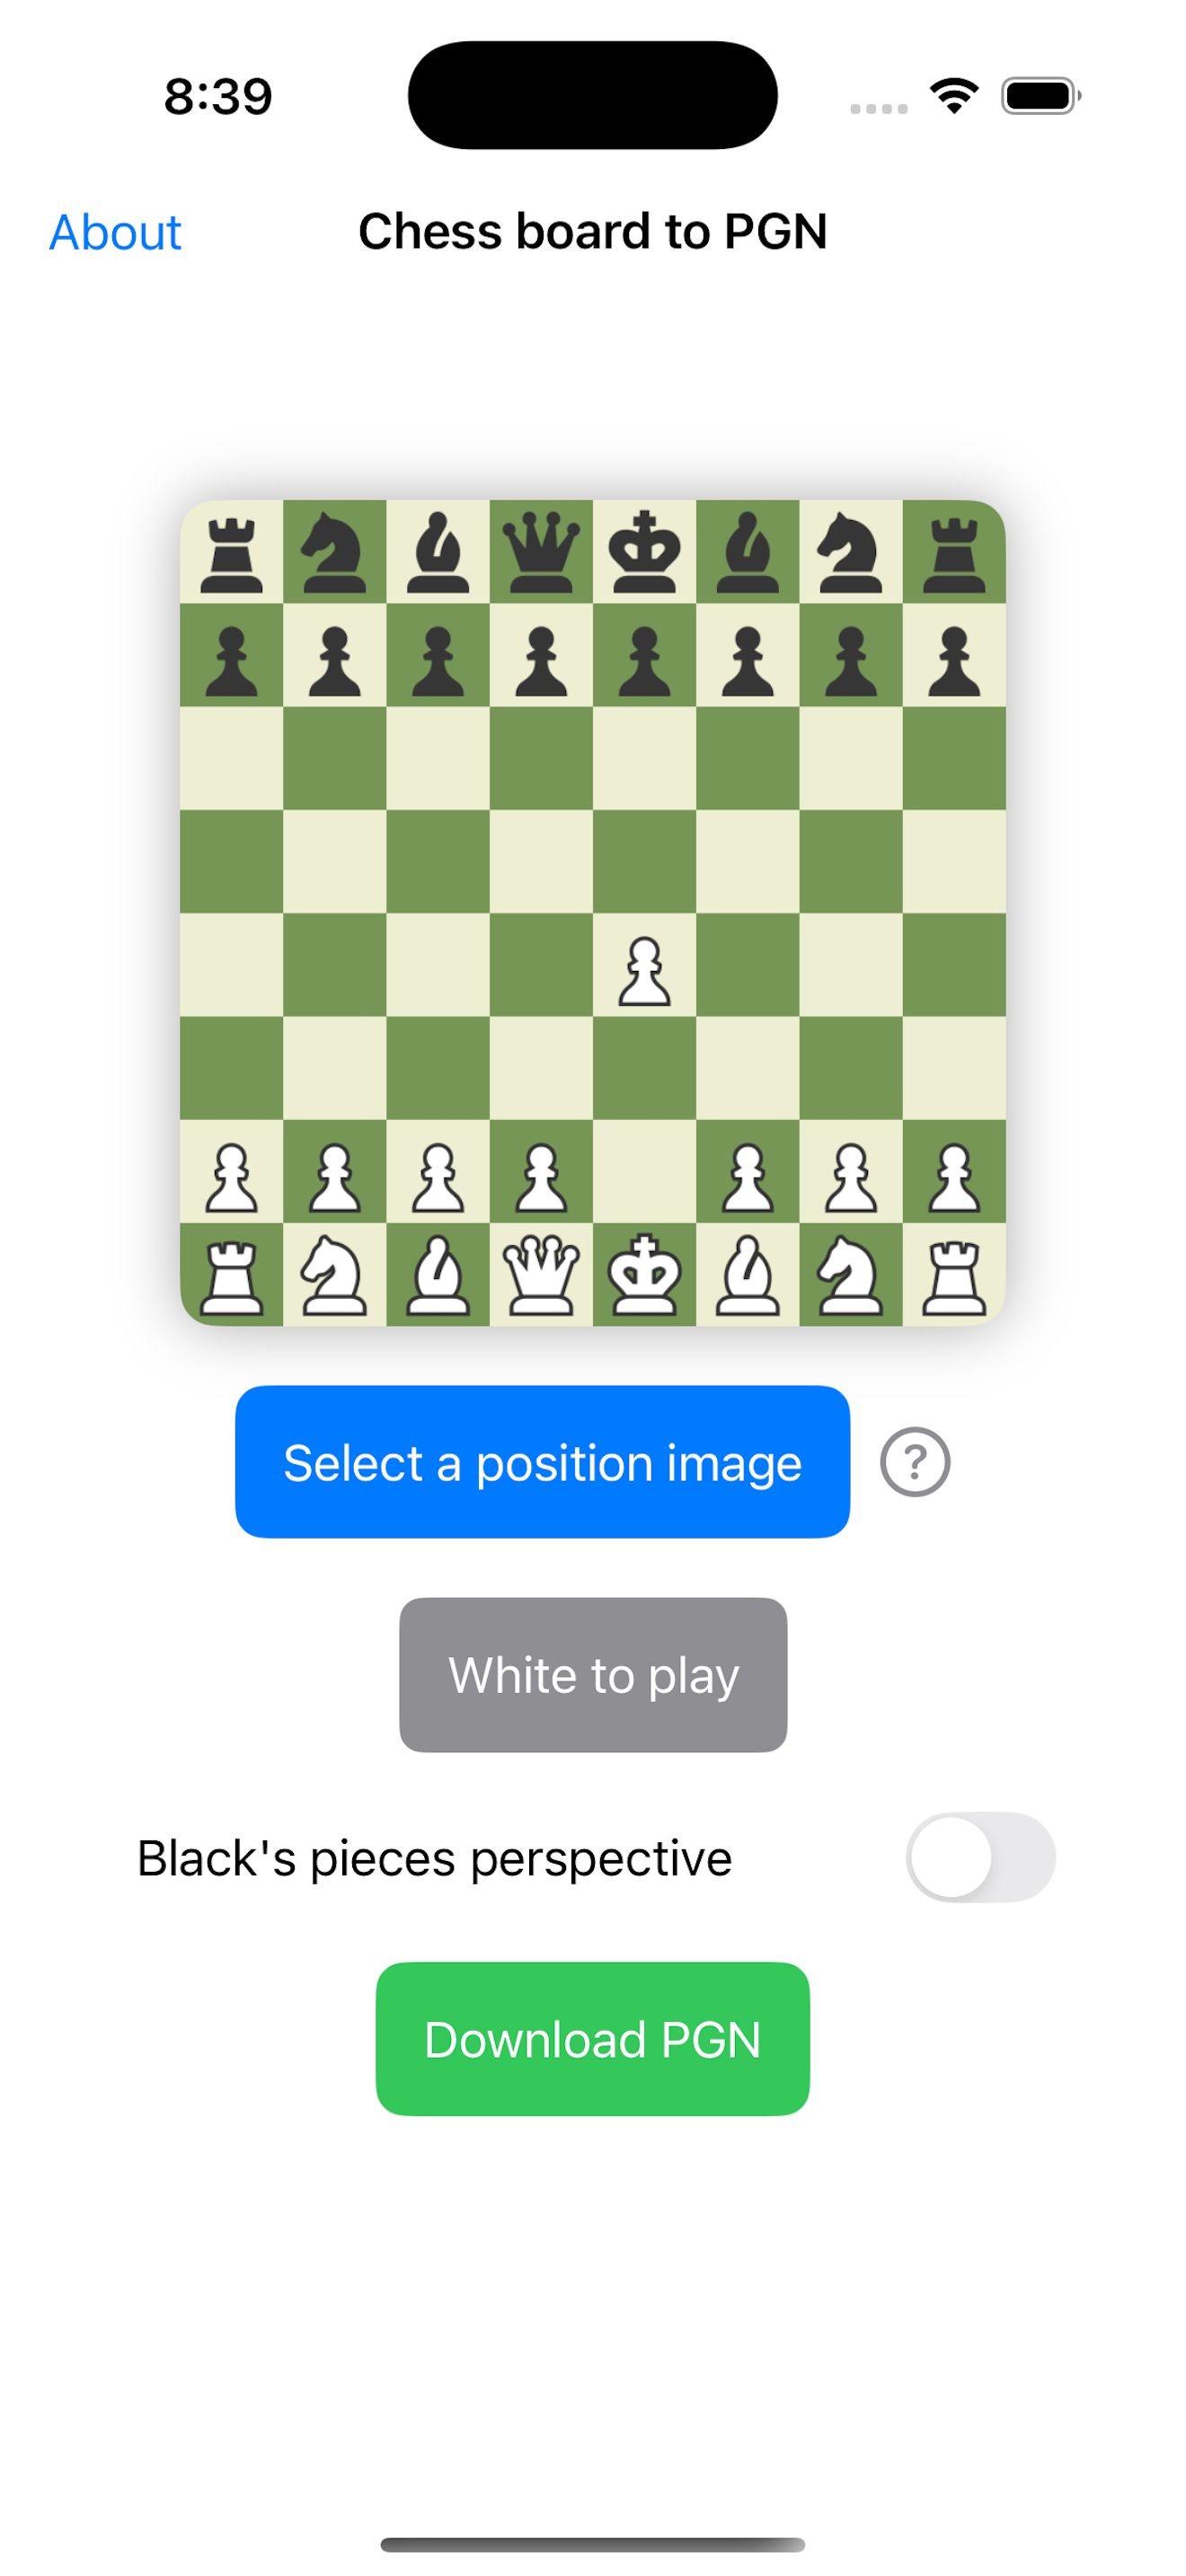 8:39
About
Chess board to PGN
Select a position image
?
White to play
Black's pieces perspective
Download PGN